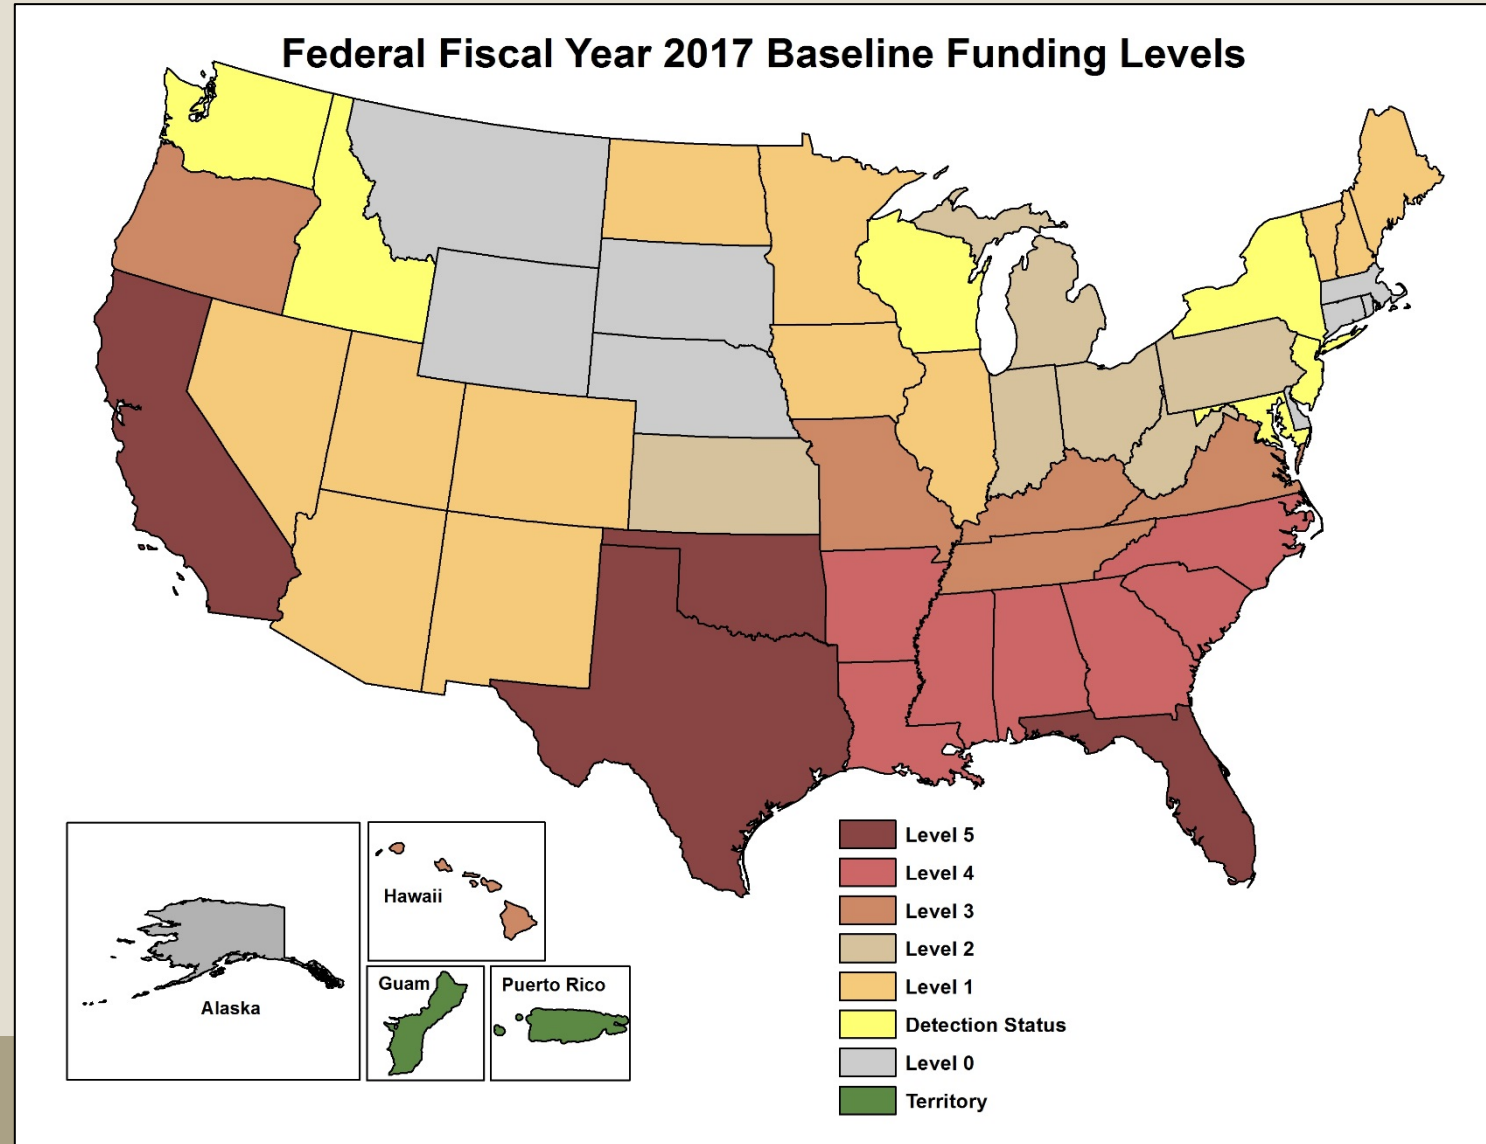 Federal Fiscal Year 2017 Baseline Funding Levels
Level 5
Level 4
Level 3
Level 2
Level 1
Detection Status
Level 0
Territory
Hawaii
Alaska
Guam
Puerto Rico